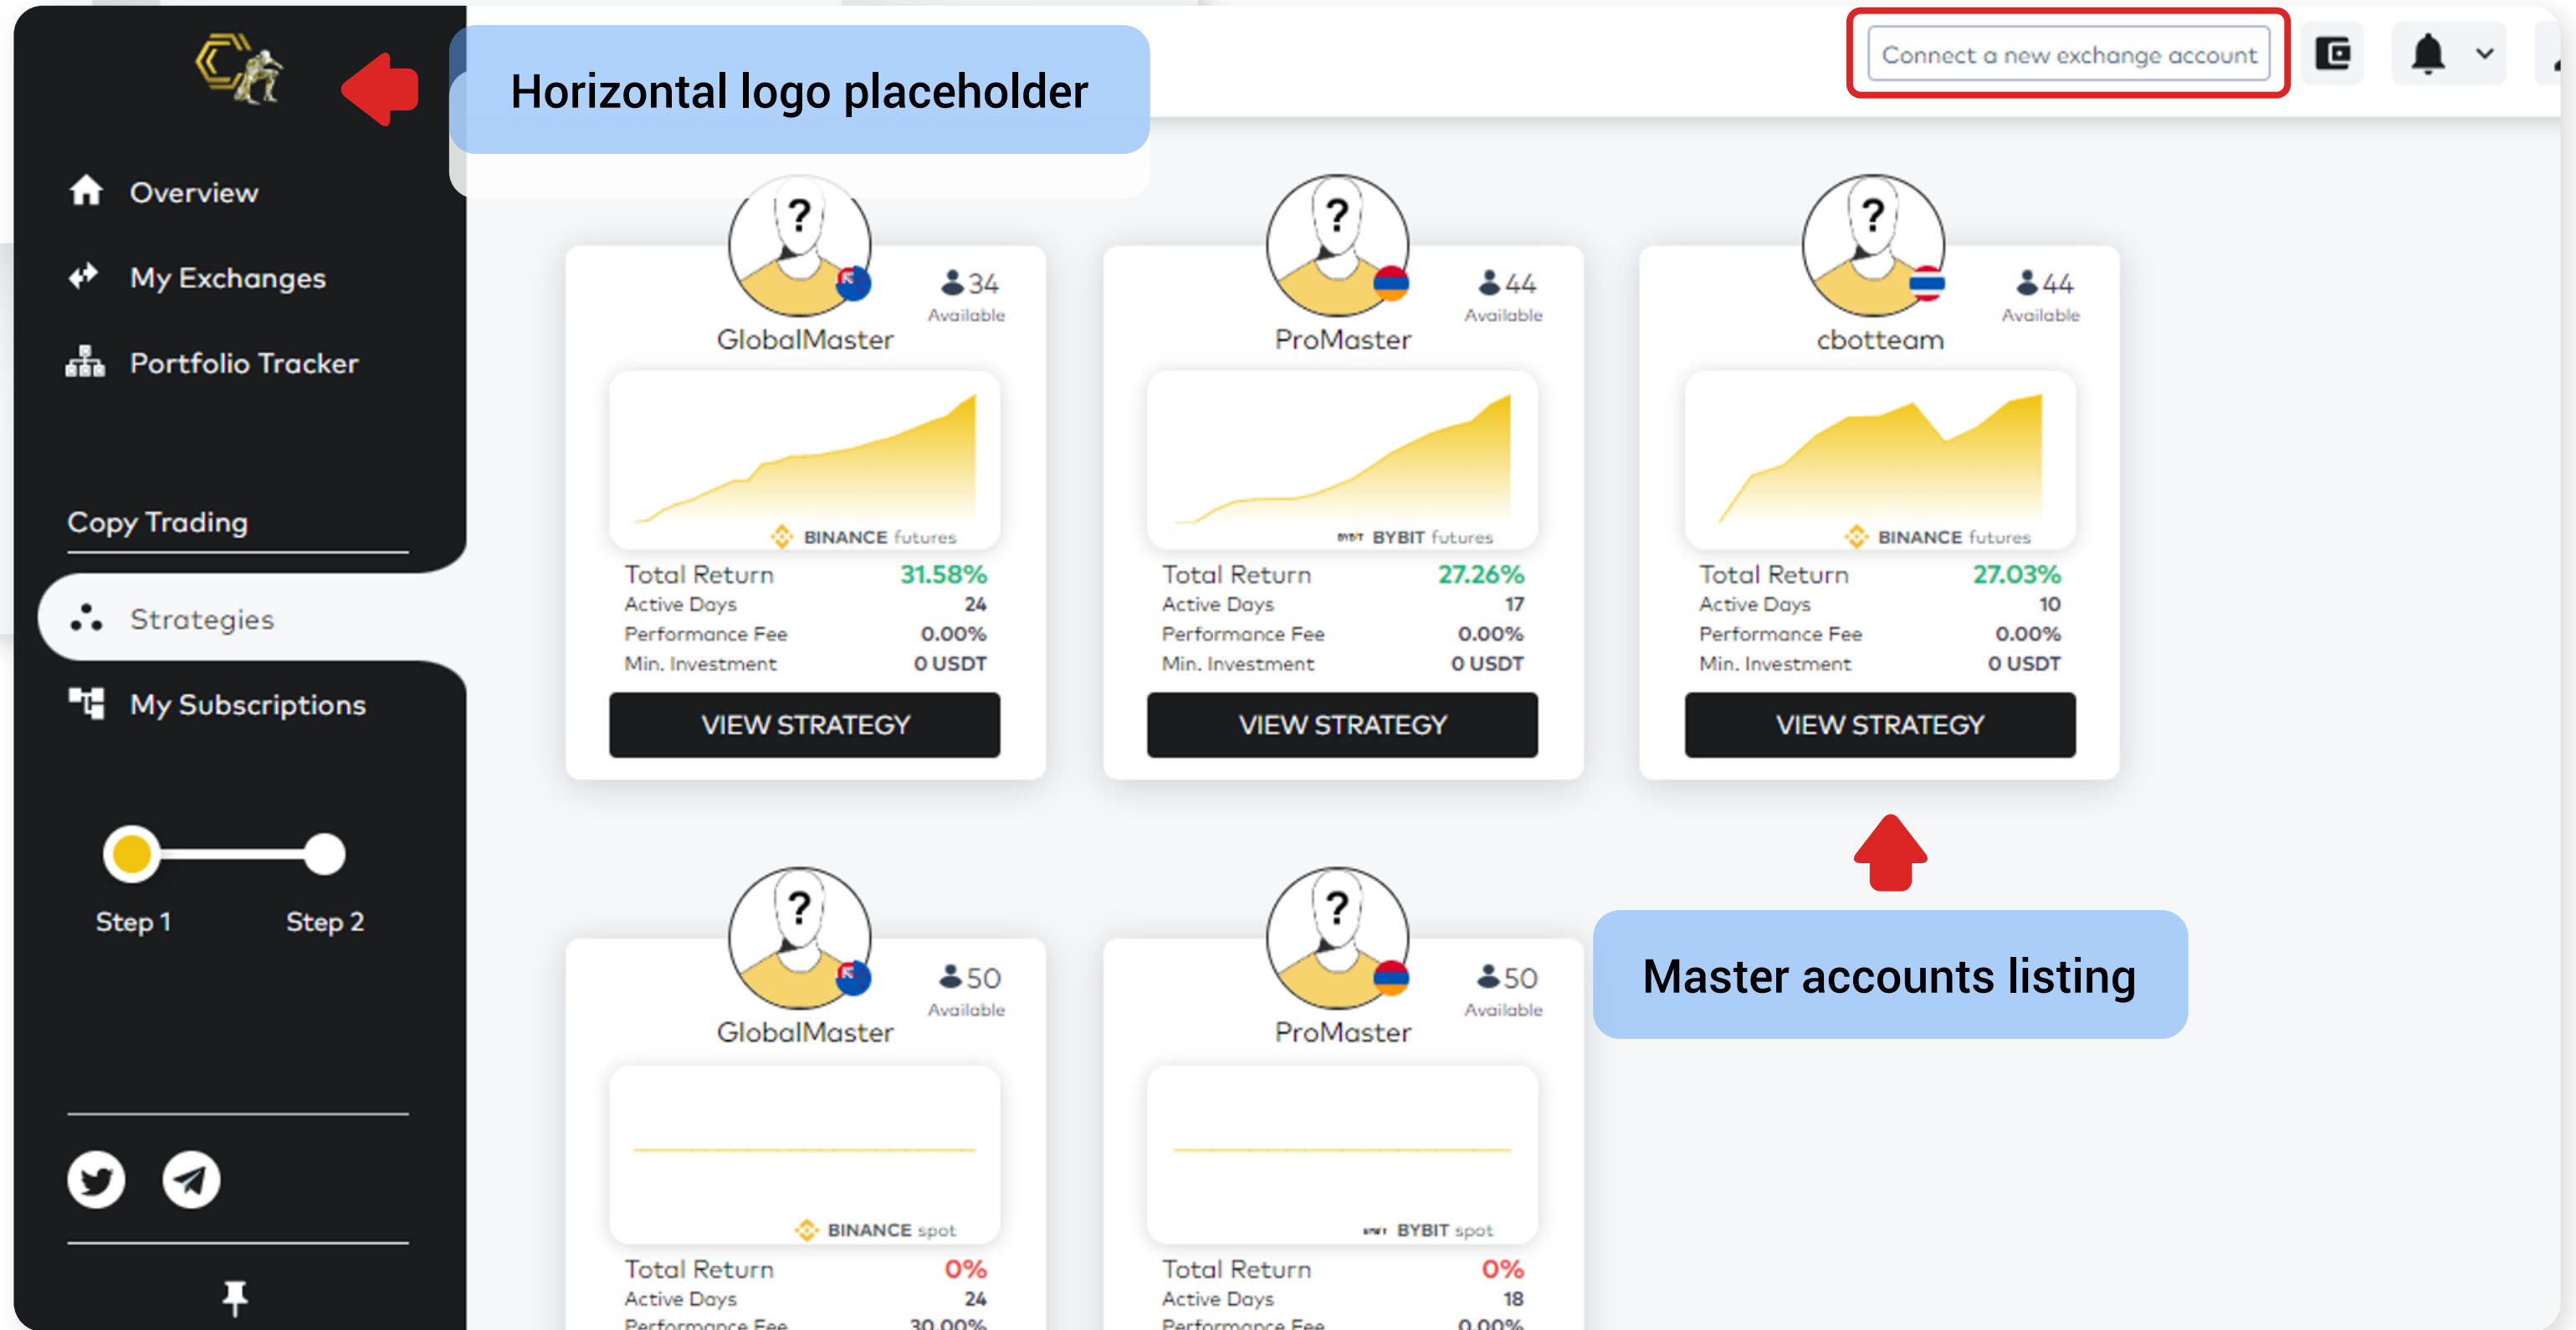 Horizontal logo placeholder
Connect a new exchange account
Overview
My Exchanges
Portfolio Tracker
Copy Trading
Strategies
My Subscriptions
Step 1
Step 2
?
34
Available
GlobalMaster
BINANCE futures
Total Return 31.58%
Active Days 24
Performance Fee 0.00%
Min. Investment 0 USDT
VIEW STRATEGY
?
44
Available
ProMaster
BYBIT BYBIT futures
Total Return 27.26%
Active Days 17
Performance Fee 0.00%
Min. Investment 0 USDT
VIEW STRATEGY
?
44
Available
cbotteam
BINANCE futures
Total Return 27.03%
Active Days 10
Performance Fee 0.00%
Min. Investment 0 USDT
VIEW STRATEGY
?
50
Available
GlobalMaster
BINANCE spot
Total Return 0%
Active Days 24
Performance Fee 30.00%
?
50
Available
ProMaster
BYBIT BYBIT spot
Total Return 0%
Active Days 18
Performance Fee 0.00%
Master accounts listing